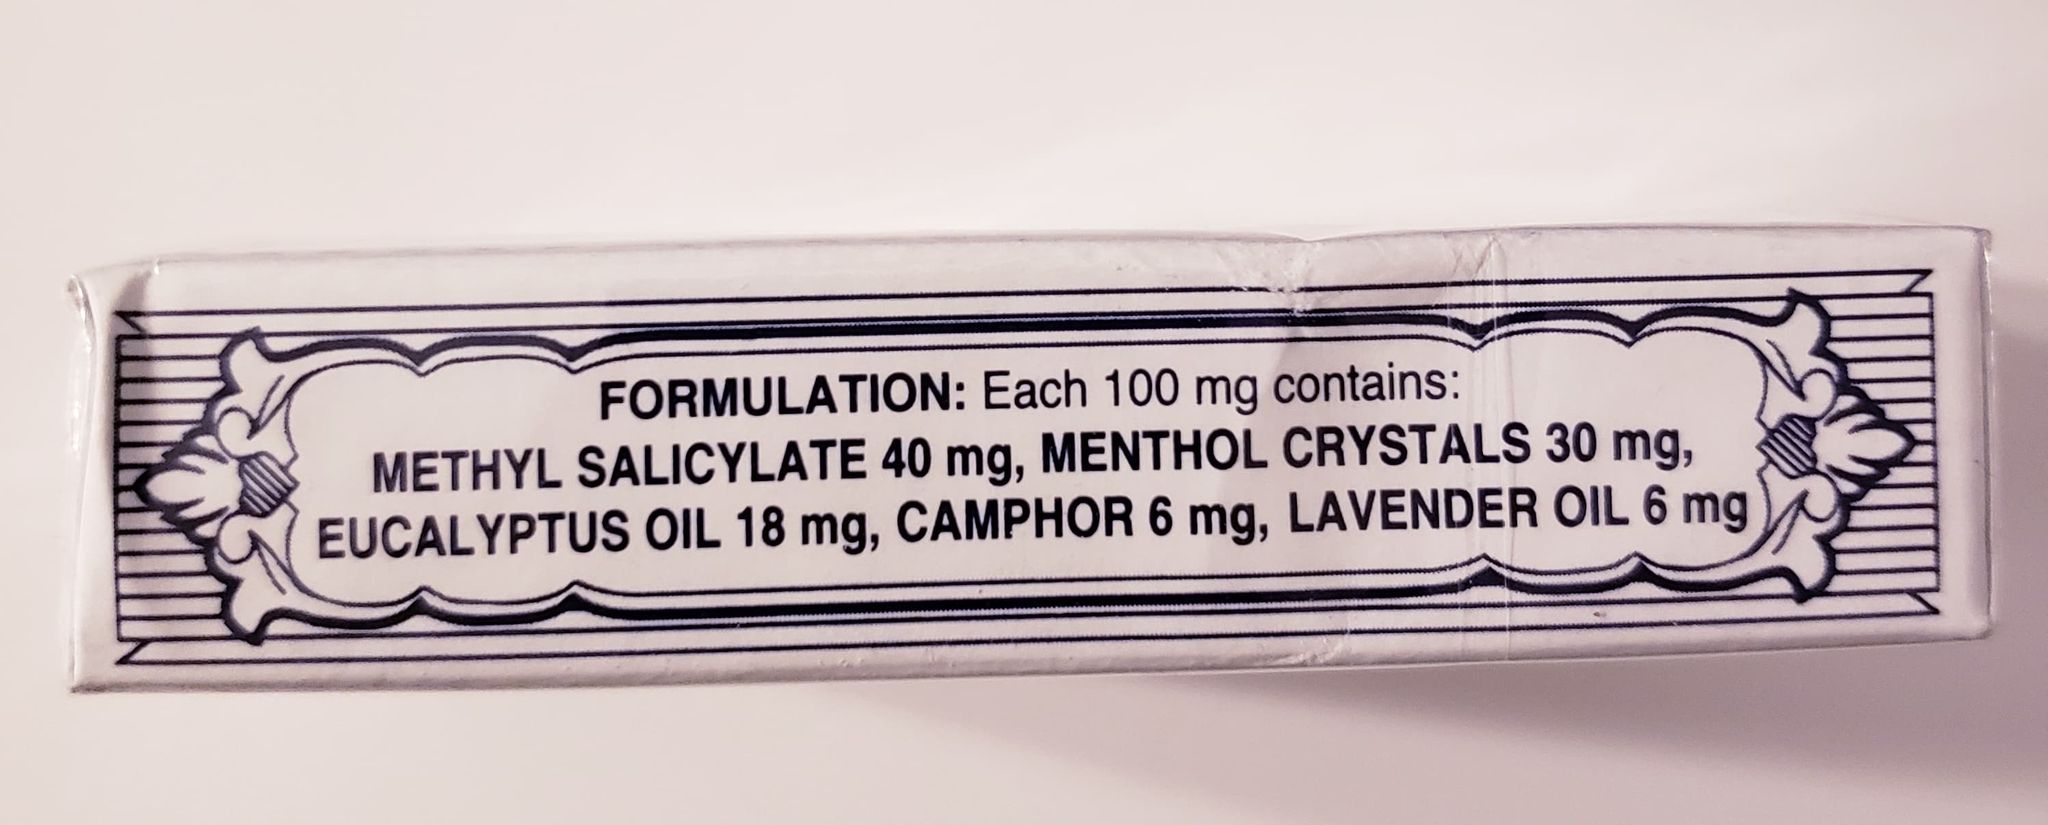 FORMULATION: Each 100 mg contains:
METHYL SALICYLATE 40 mg, MENTHOL CRYSTALS 30 mg,
EUCALYPTUS OIL 18 mg, CAMPHOR 6 mg, LAVENDER OIL 6 mg